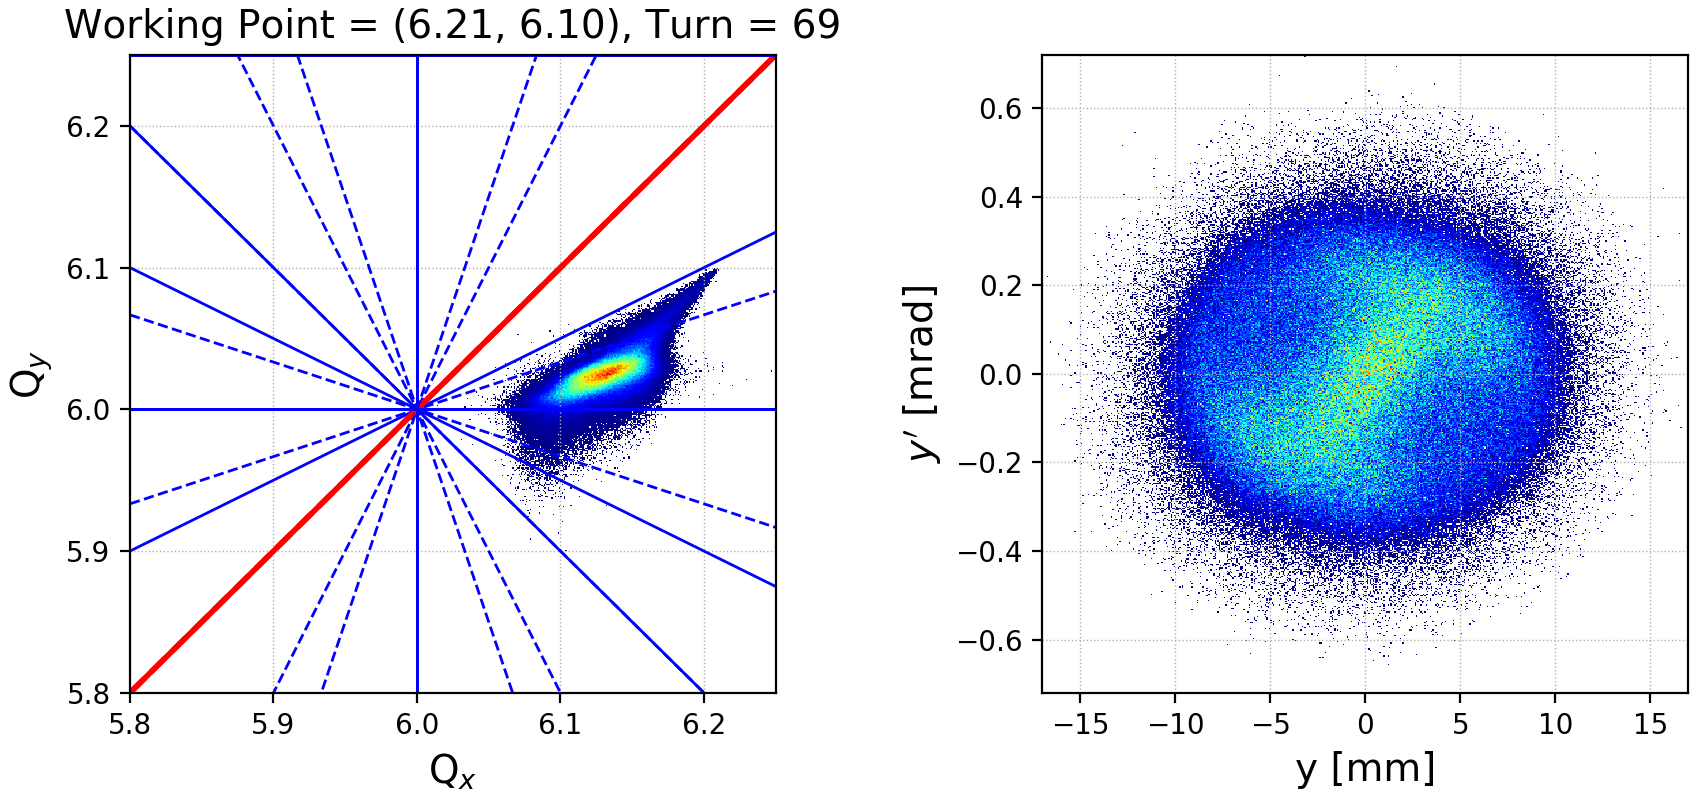 Working Point = (6.21, 6.10), Turn = 69
6.2
6.1
6.0
5.9
5.8
Qy
5.8 5.9 6.0 6.1 6.2
Qx
0.6
0.4
0.2
0.0
−0.2
−0.4
−0.6
y′ [mrad]
−15 −10 −5 0 5 10 15
y [mm]